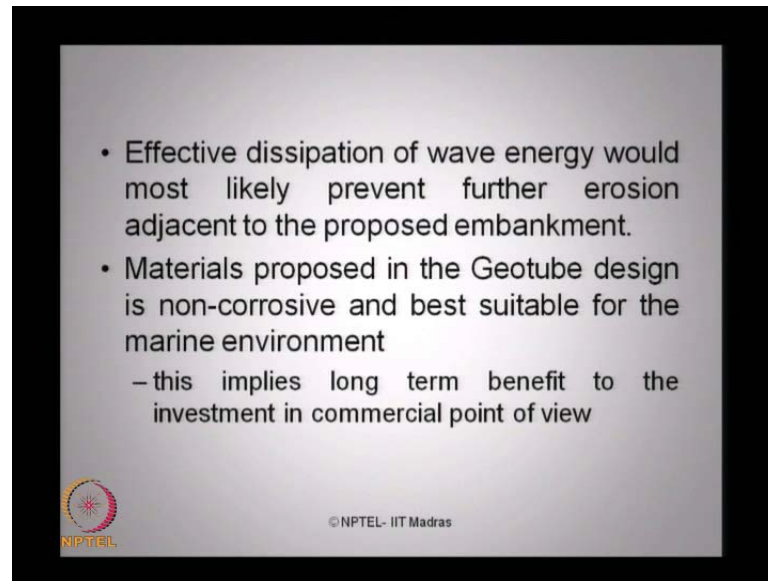 • Effective dissipation of wave energy would
most likely prevent further erosion
adjacent to the proposed embankment.
• Materials proposed in the Geotube design
is non-corrosive and best suitable for the
marine environment
– this implies long term benefit to the
investment in commercial point of view
NPTEL
© NPTEL- IIT Madras